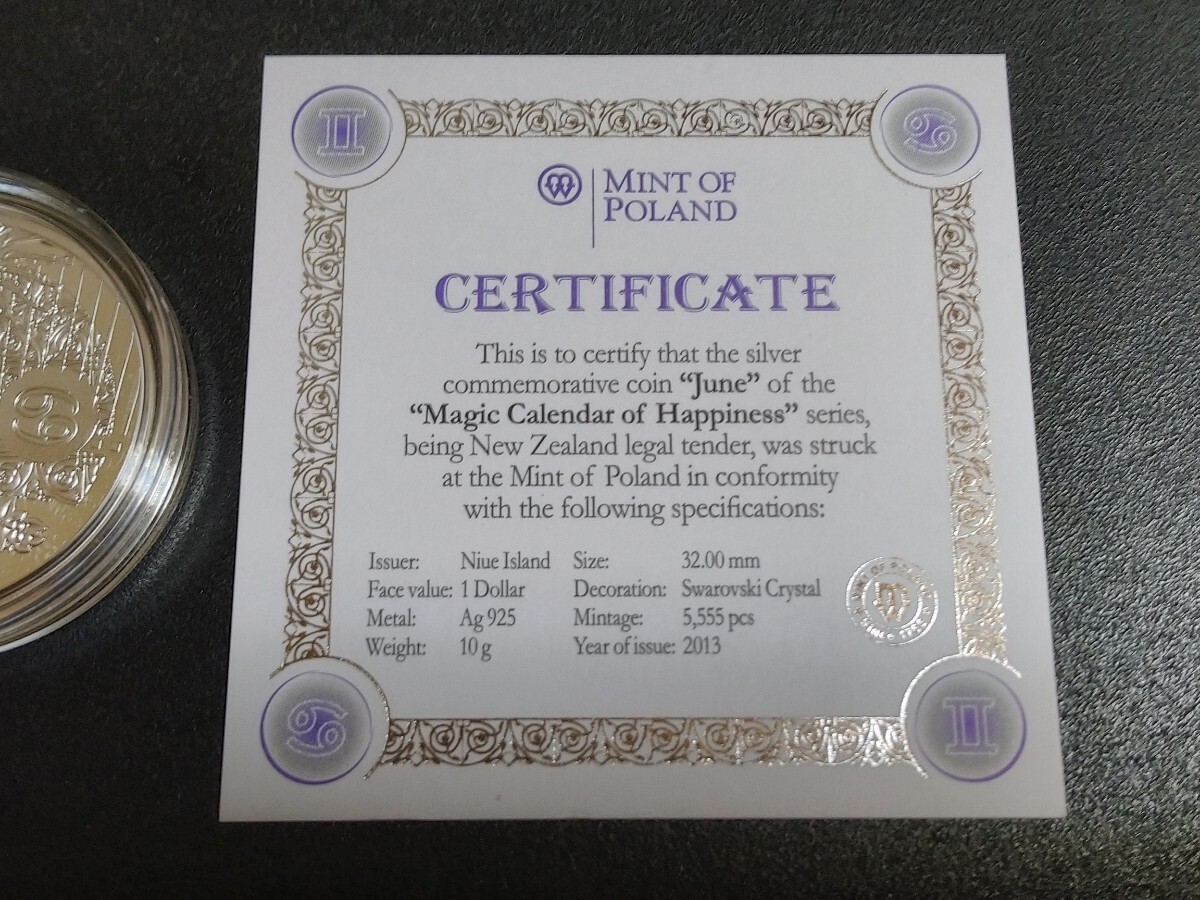 MINT OF
POLAND
CERTIFICATE
This is to certify that the silver
commemorative coin “June” of the
“Magic Calendar of Happiness” series,
being New Zealand legal tender, was struck
at the Mint of Poland in conformity
with the following specifications:
Issuer: Niue Island Size: 32.00 mm
Face value: 1 Dollar Decoration: Swarovski Crystal
Metal: Ag 925 Mintage: 5,555 pcs
Weight: 10 g Year of issue: 2013
MINT OF POLAND